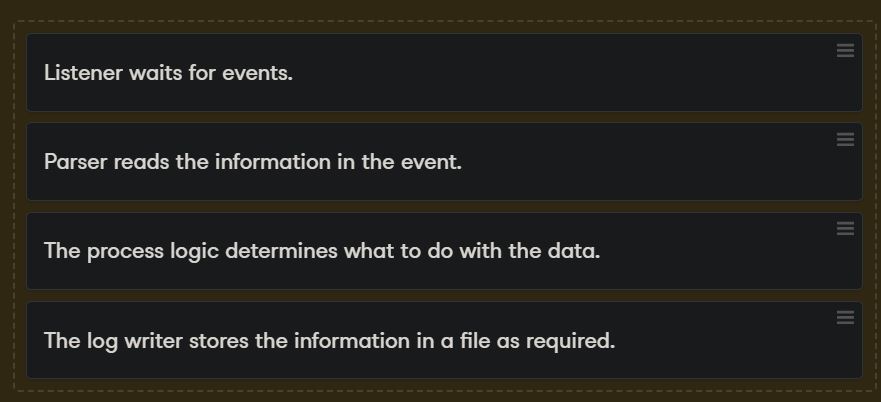 Listener waits for events.
Parser reads the information in the event.
The process logic determines what to do with the data.
The log writer stores the information in a file as required.